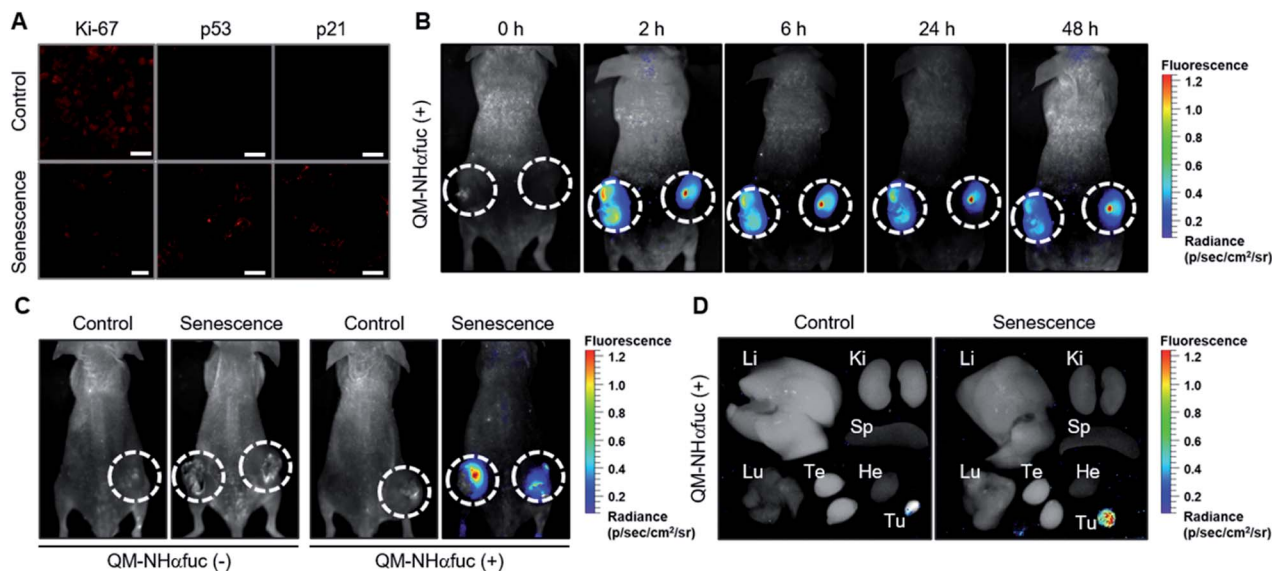 A
Ki-67 p53 p21
Control
Senescence
B
0 h 2 h 6 h 24 h 48 h
QM-NHαfuc (+)
Fluorescence
1.2
1.0
0.8
0.6
0.4
0.2
Radiance
(p/sec/cm²/sr)
C
Control Senescence Control Senescence
QM-NHαfuc (-) QM-NHαfuc (+)
Fluorescence
1.2
1.0
0.8
0.6
0.4
0.2
Radiance
(p/sec/cm²/sr)
D
Control Senescence
QM-NHαfuc (+)
Li Ki Li Ki
Sp Sp
Lu Te He Lu Te He
Tu Tu
Fluorescence
1.2
1.0
0.8
0.6
0.4
0.2
Radiance
(p/sec/cm²/sr)